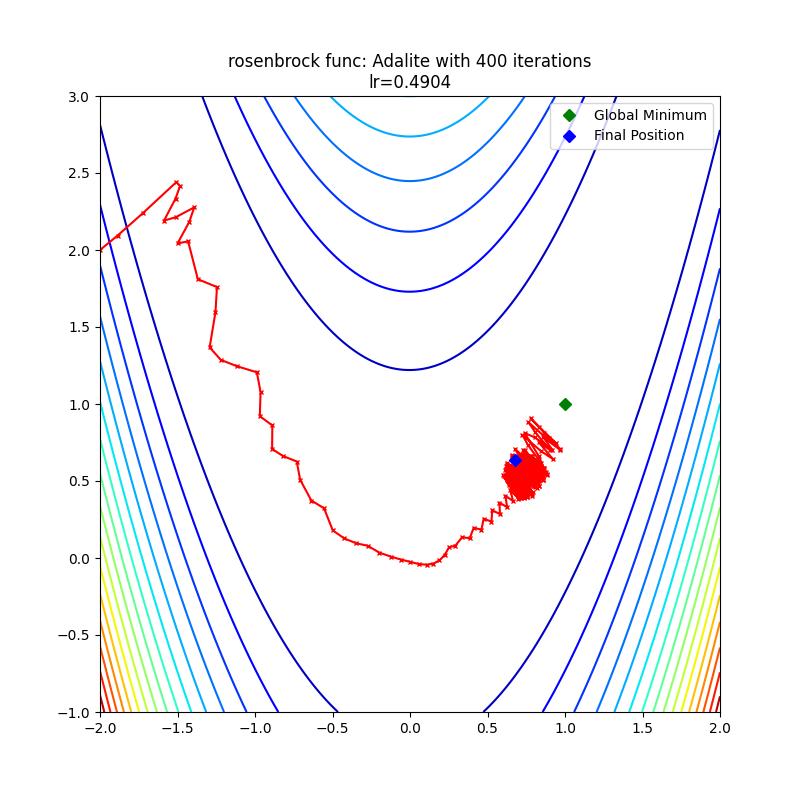 rosenbrock func: Adalite with 400 iterations
lr=0.4904
Global Minimum
Final Position
3.0
2.5
2.0
1.5
1.0
0.5
0.0
−0.5
−1.0
−2.0 −1.5 −1.0 −0.5 0.0 0.5 1.0 1.5 2.0